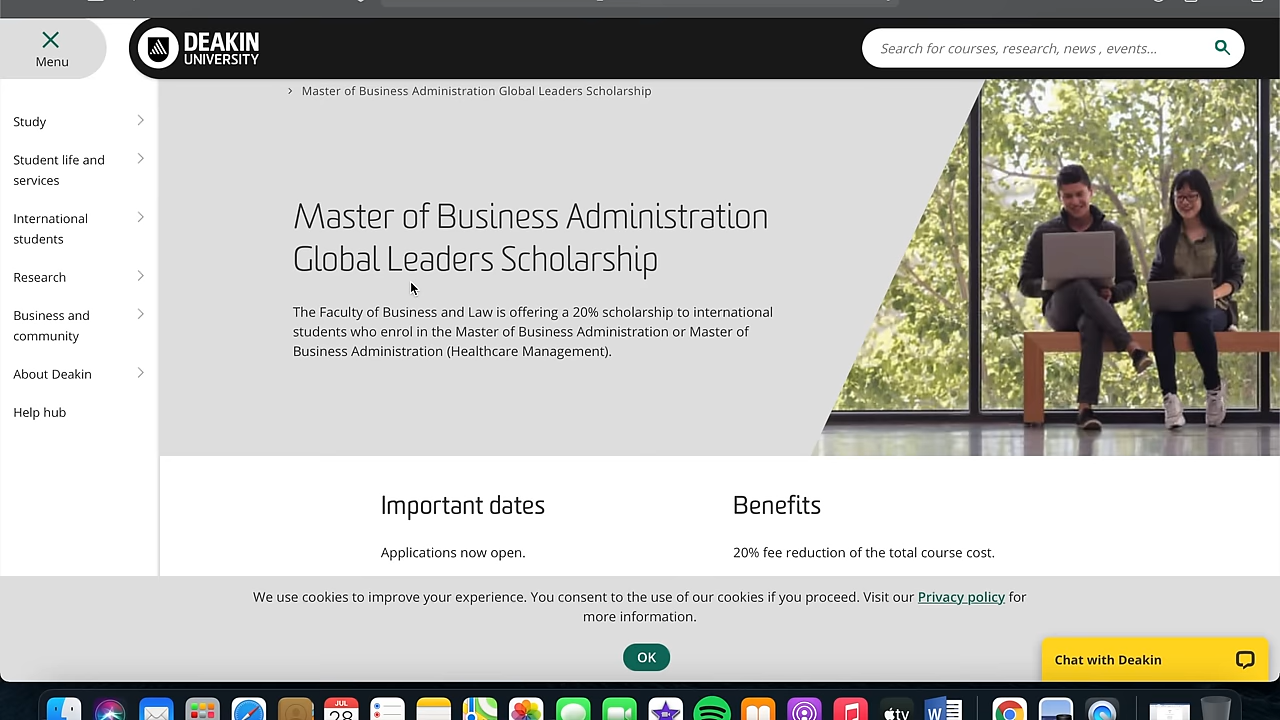 Menu
DEAKIN
UNIVERSITY
Search for courses, research, news , events...
Study
Student life and
services
International
students
Research
Business and
community
About Deakin
Help hub
Master of Business Administration Global Leaders Scholarship
Master of Business Administration
Global Leaders Scholarship
The Faculty of Business and Law is offering a 20% scholarship to international
students who enrol in the Master of Business Administration or Master of
Business Administration (Healthcare Management).
Important dates
Applications now open.
Benefits
20% fee reduction of the total course cost.
We use cookies to improve your experience. You consent to the use of our cookies if you proceed. Visit our Privacy policy for
more information.
OK
Chat with Deakin
JUL
28
tv
W